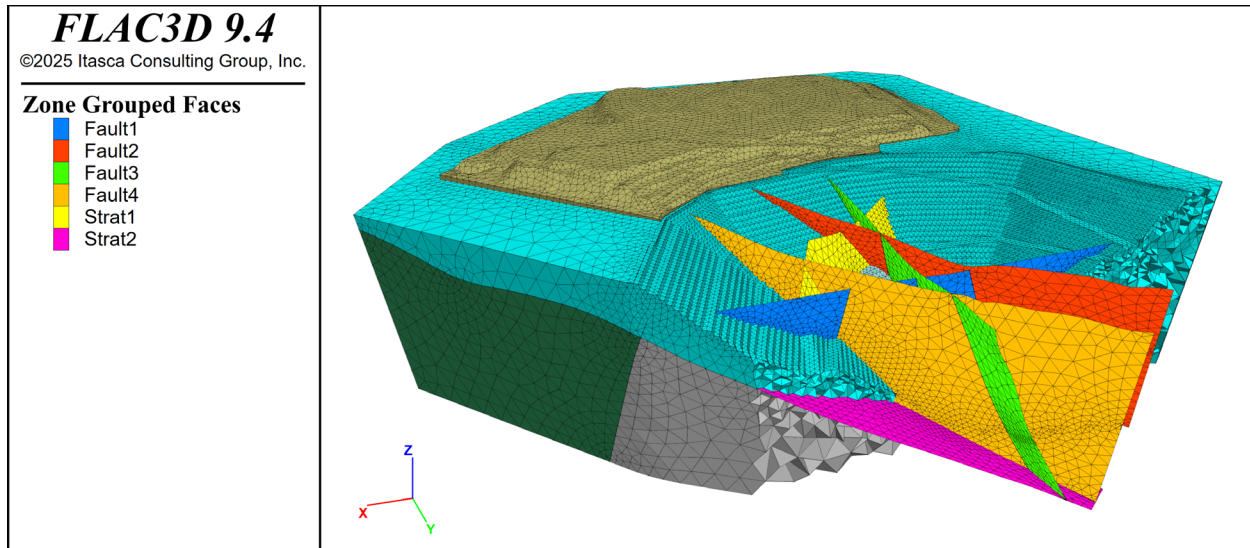 FLAC3D 9.4
©2025 Itasca Consulting Group, Inc.
Zone Grouped Faces
Fault1
Fault2
Fault3
Fault4
Strat1
Strat2
Z
X
Y